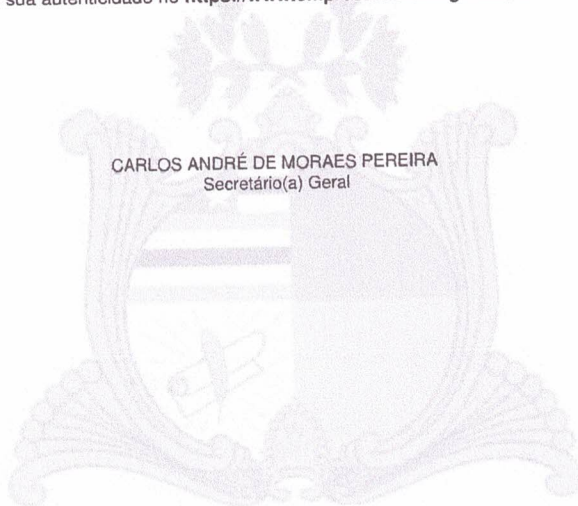 sua autenticidade no
CARLOS ANDRÉ DE MORAES PEREIRA
Secretário(a) Geral